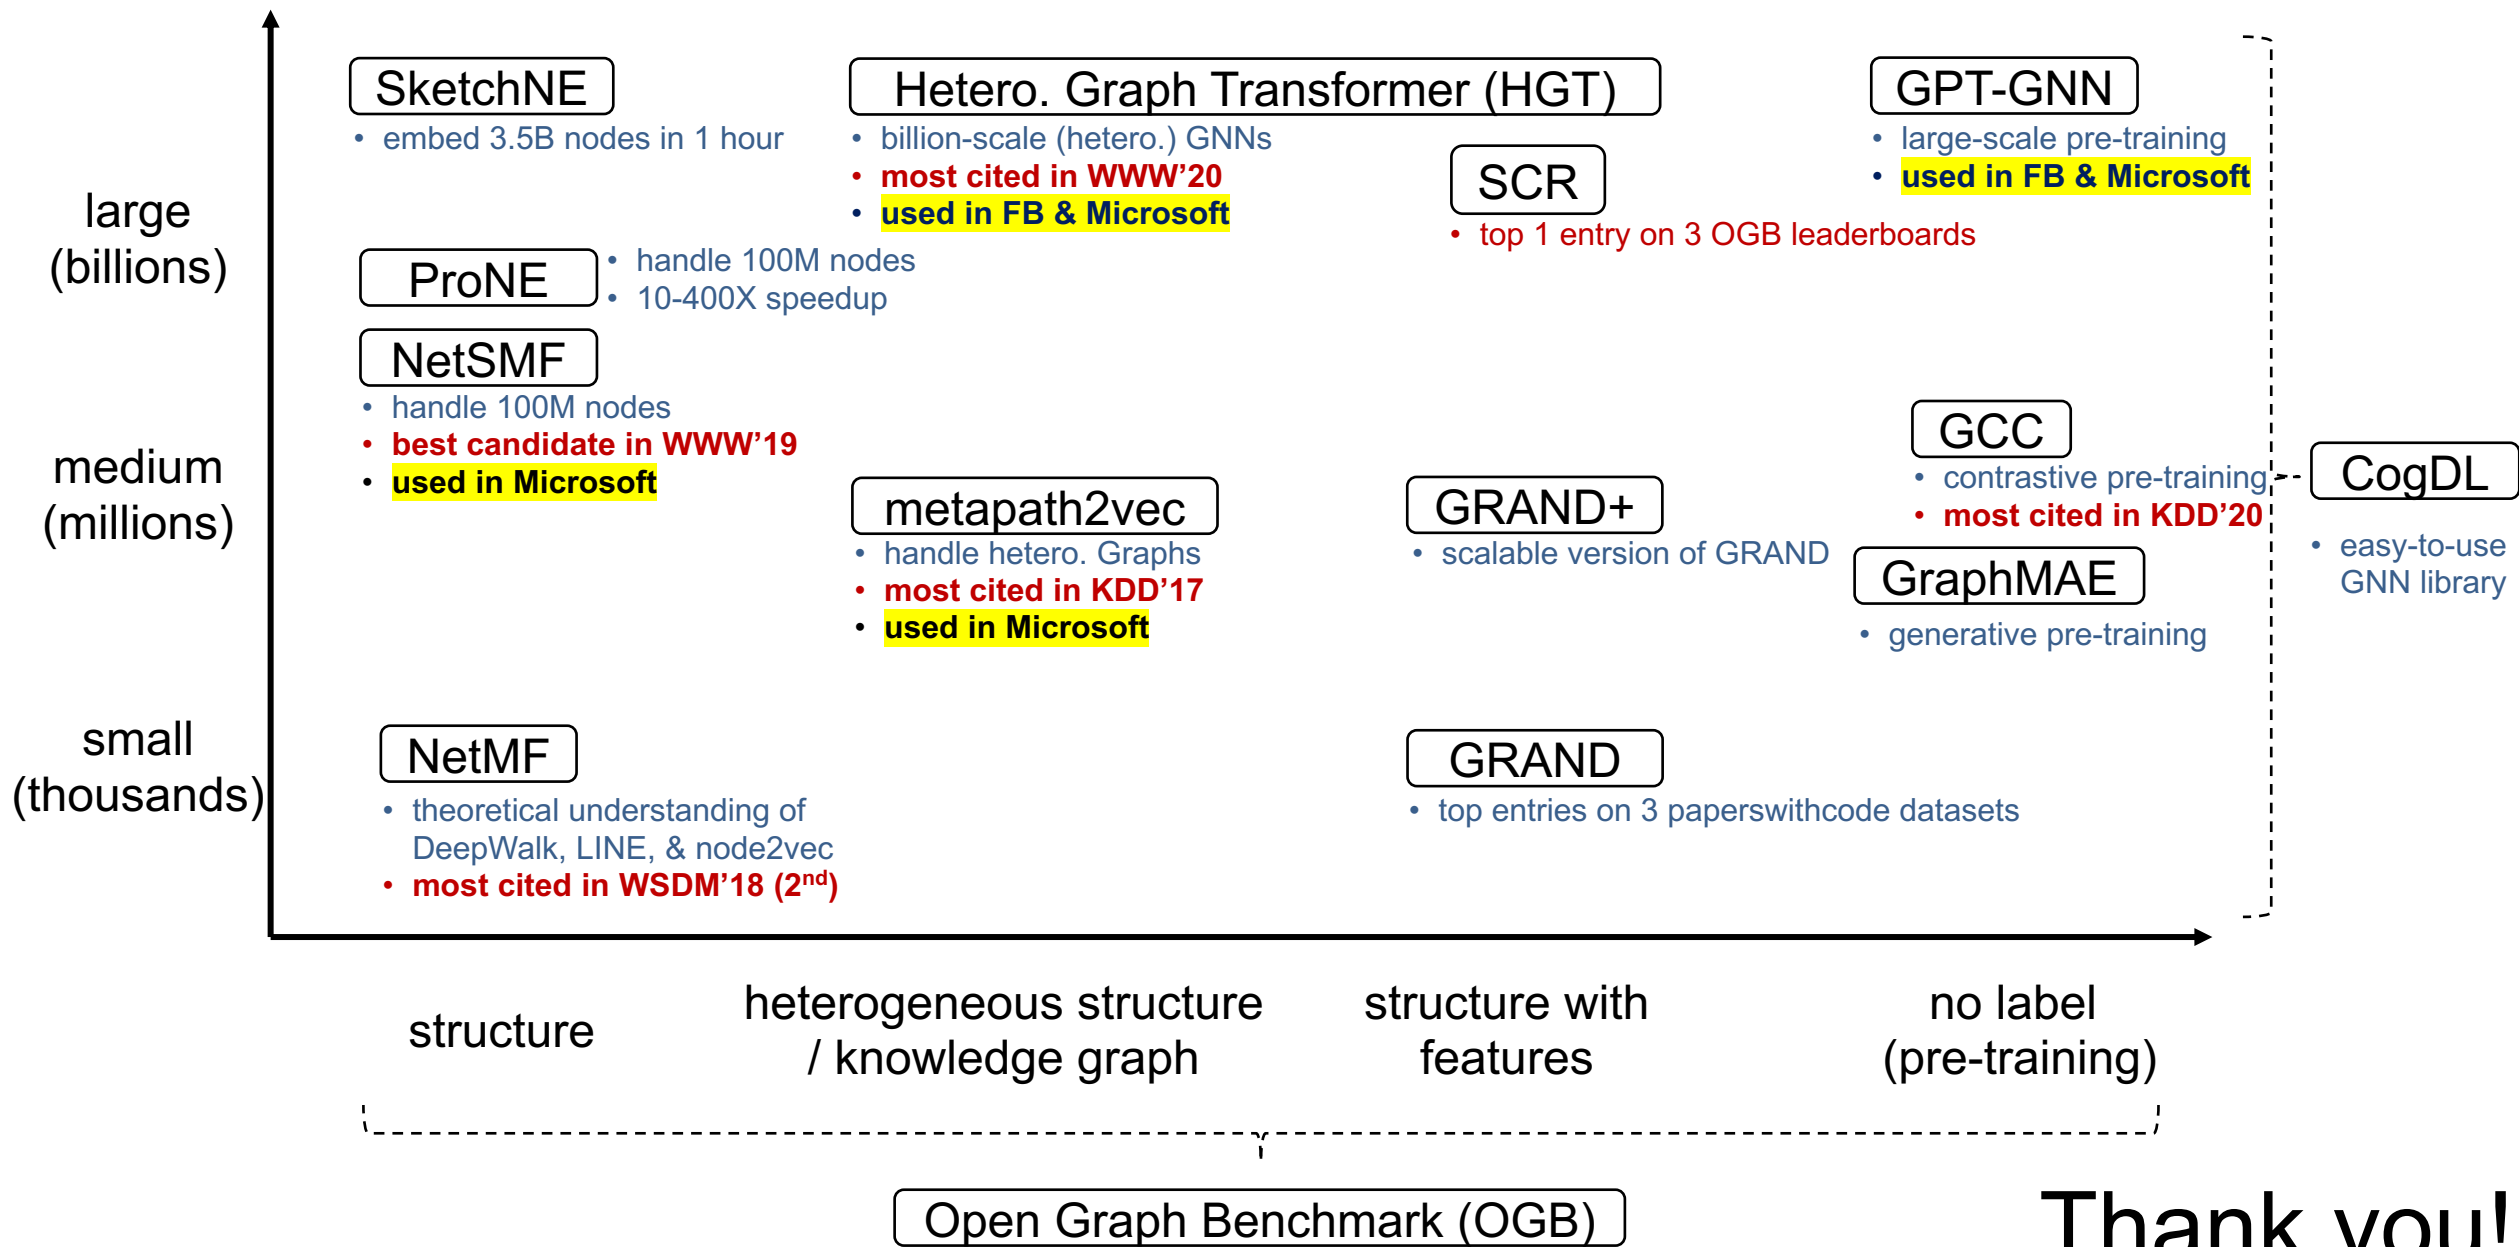 SketchNE
• embed 3.5B nodes in 1 hour
Hetero. Graph Transformer (HGT)
• billion-scale (hetero.) GNNs
• most cited in WWW’20
• used in FB & Microsoft
SCR
• top 1 entry on 3 OGB leaderboards
GPT-GNN
• large-scale pre-training
• used in FB & Microsoft
large
(billions)
ProNE
• handle 100M nodes
• 10-400X speedup
NetSMF
• handle 100M nodes
• best candidate in WWW’19
• used in Microsoft
medium
(millions)
metapath2vec
• handle hetero. Graphs
• most cited in KDD’17
• used in Microsoft
GRAND+
• scalable version of GRAND
GCC
• contrastive pre-training
• most cited in KDD’20
GraphMAE
• generative pre-training
CogDL
• easy-to-use
GNN library
small
(thousands)
NetMF
• theoretical understanding of
DeepWalk, LINE, & node2vec
• most cited in WSDM’18 (2nd)
GRAND
• top entries on 3 paperswithcode datasets
structure
heterogeneous structure
/ knowledge graph
structure with
features
no label
(pre-training)
Open Graph Benchmark (OGB)
Thank you!